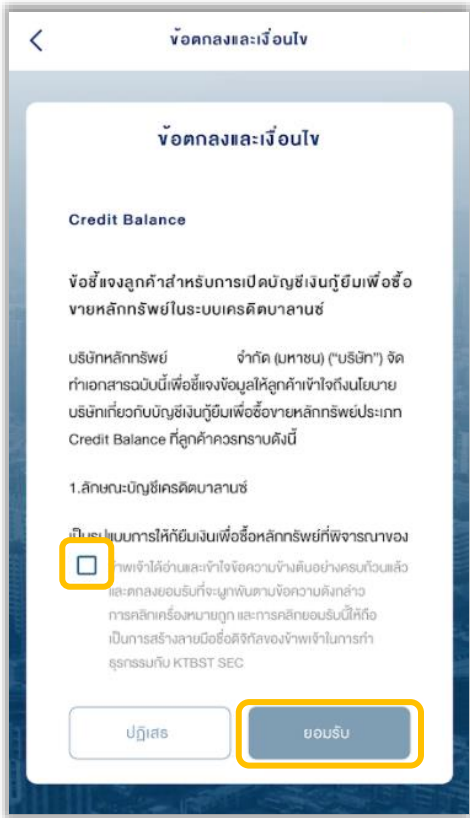 ข้อตกลงและเงื่อนไข
ข้อตกลงและเงื่อนไข
Credit Balance
ข้อชี้แจงลูกค้าสำหรับการเปิดบัญชีเงินกู้ยืมเพื่อซื้อ
ขายหลักทรัพย์ในระบบเครดิตบาลานซ์
บริษัทหลักทรัพย์ จำกัด (มหาชน) ("บริษัท") จัด
ทำเอกสารฉบับนี้เพื่อชี้แจงข้อมูลให้ลูกค้าเข้าใจถึงนโยบาย
บริษัทเกี่ยวกับบัญชีเงินกู้ยืมเพื่อซื้อขายหลักทรัพย์ประเภท
Credit Balance ที่ลูกค้าควรทราบดังนี้
1.ลักษณะบัญชีเครดิตบาลานซ์
เป็นรูปแบบการให้กู้ยืมเงินเพื่อซื้อหลักทรัพย์ที่พิจารณาของ
ข้าพเจ้าได้อ่านและเข้าใจข้อความข้างต้นอย่างครบถ้วนแล้ว
และตกลงยอมรับที่จะผูกพันตามข้อความดังกล่าว
การคลิกเครื่องหมายถูก และการคลิกยอมรับนี้ให้ถือ
เป็นการสร้างลายมือชื่อดิจิทัลของข้าพเจ้าในการทำ
ธุรกรรมกับ KTBST SEC
ปฏิเสธ ยอมรับ